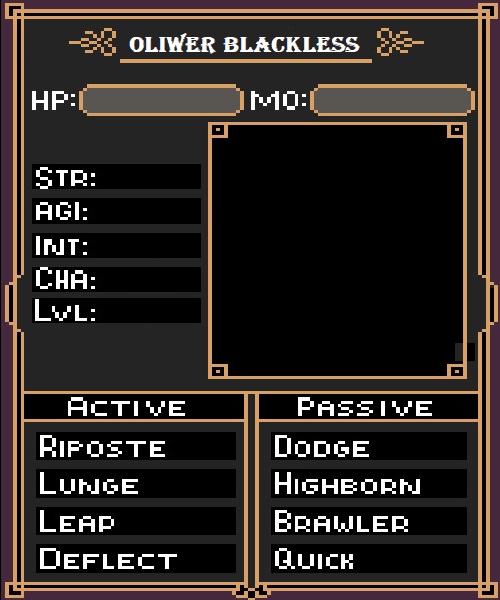 OLIWER BLACKLESS
HP: MO:
STR:
AGI:
INT:
CHA:
LVL:
ACTIVE PASSIVE
RIPOSTE DODGE
LUNGE HIGHBORN
LEAP BRAWLER
DEFLECT QUICK